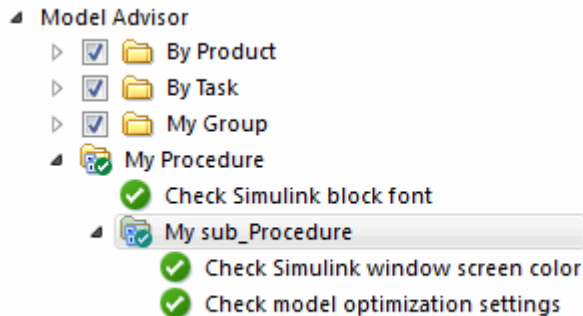 Model Advisor
By Product
By Task
My Group
My Procedure
Check Simulink block font
My sub_Procedure
Check Simulink window screen color
Check model optimization settings